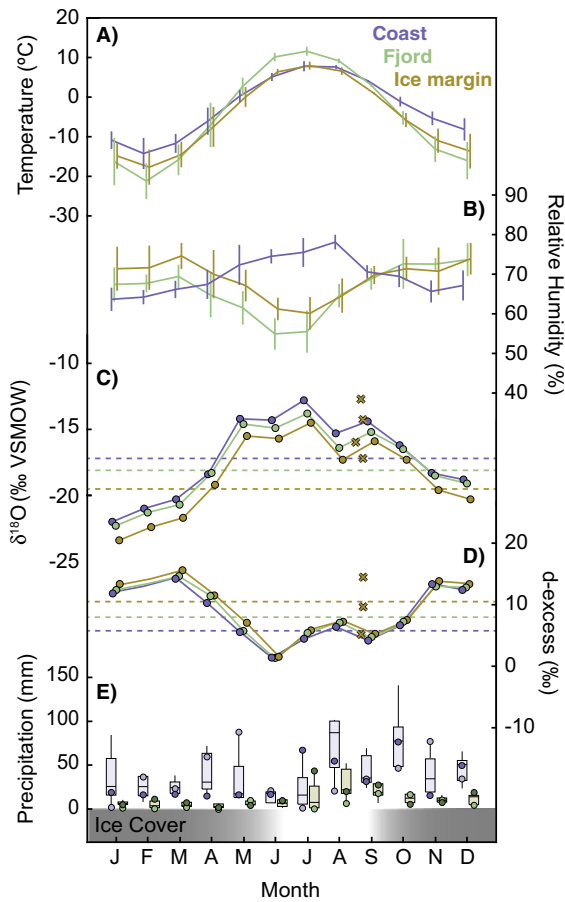 A)
Coast
Fjord
Ice margin
Temperature (ºC)
20
10
0
-10
-20
-30
B)
Relative Humidity (%)
90
80
70
60
50
40
C)
δ¹⁸O (‰ VSMOW)
-10
-15
-20
-25
D)
d-excess (‰)
20
10
0
-10
E)
Precipitation (mm)
150
100
50
0
Ice Cover
J F M A M J J A S O N D
Month